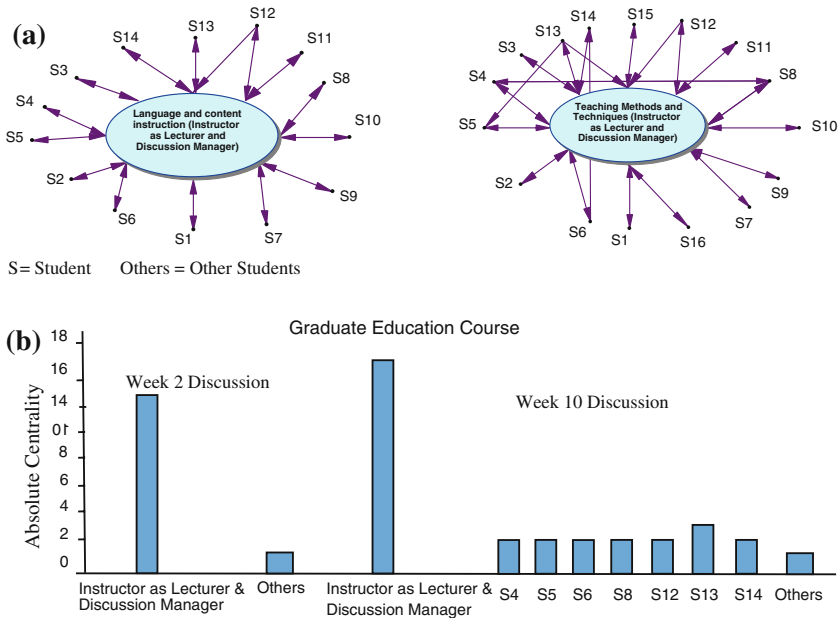 (a)
S14
S13
S12
S11
S3
S8
S4
S5
S10
S2
S9
S6
S1
S7
Language and content
instruction (Instructor
as Lecturer and
Discussion Manager)
S13
S14
S15
S12
S3
S11
S4
S8
S5
S10
S2
S9
S6
S1
S16
S7
Teaching Methods and
Techniques (Instructor
as Lecturer and
Discussion Manager)
S= Student Others = Other Students
(b)
Graduate Education Course
Absolute Centrality
18
16
14
10
8
6
4
2
0
Week 2 Discussion
Week 10 Discussion
Instructor as Lecturer &
Discussion Manager
Others
Instructor as Lecturer &
Discussion Manager
S4 S5 S6 S8 S12 S13 S14 Others